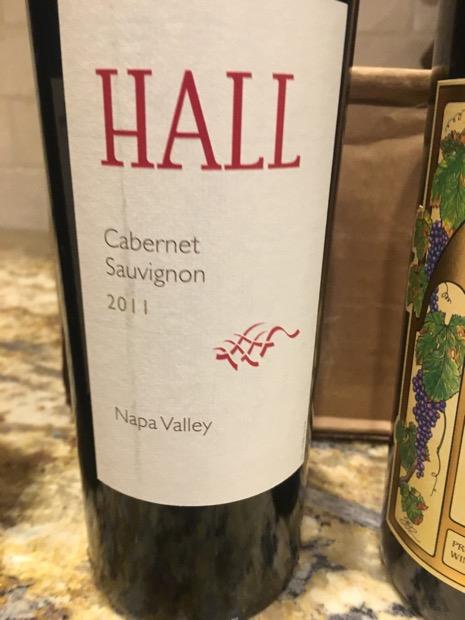 HALL
Cabernet
Sauvignon
2011
Napa Valley